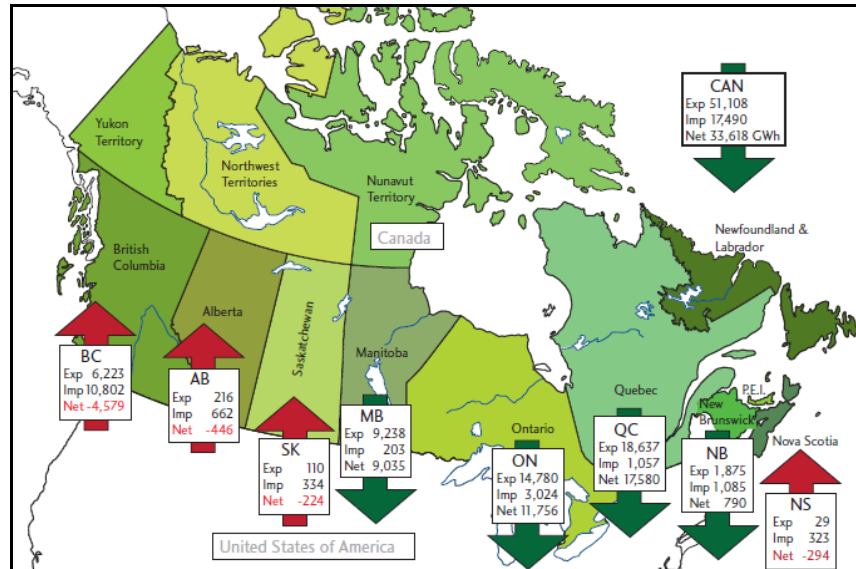 CAN
Exp 51,108
Imp 17,490
Net 33,618 GWh
Yukon
Territory
Northwest
Territories
Nunavut
Territory
Canada
Newfoundland &
Labrador
British
Columbia
Alberta
Saskatchewan
Manitoba
Ontario
Quebec
P.E.I.
New
Brunswick
Nova Scotia
BC
Exp 6,223
Imp 10,802
Net -4,579
AB
Exp 216
Imp 662
Net -446
SK
Exp 110
Imp 334
Net -224
MB
Exp 9,238
Imp 203
Net 9,035
ON
Exp 14,780
Imp 3,024
Net 11,756
QC
Exp 18,637
Imp 1,057
Net 17,580
NB
Exp 1,875
Imp 1,085
Net 790
NS
Exp 29
Imp 323
Net -294
United States of America